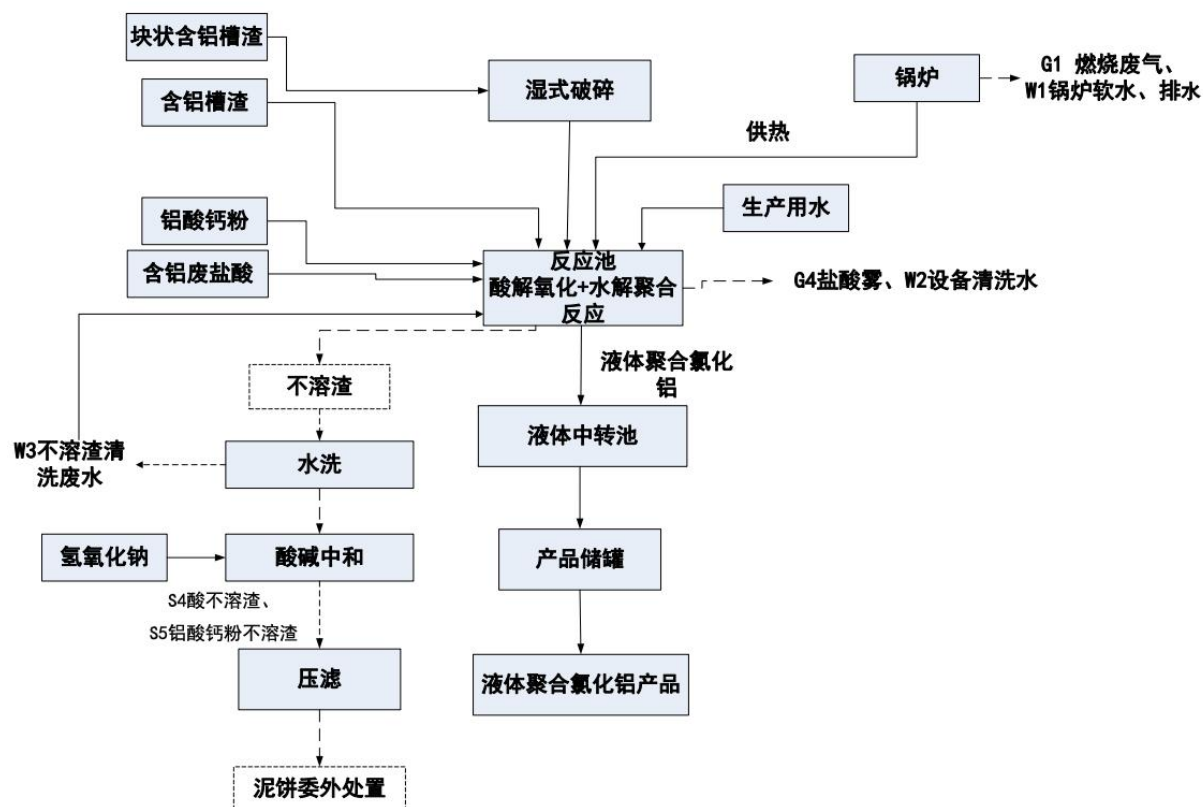 块状含铝槽渣
湿式破碎
锅炉
G1 燃烧废气、
W1锅炉软水、排水
含铝槽渣
供热
铝酸钙粉
生产用水
含铝废盐酸
反应池
酸解氧化+水解聚合
反应
G4盐酸雾、W2设备清洗水
不溶渣
液体聚合氯化
铝
W3不溶渣清
洗废水
水洗
液体中转池
氢氧化钠
酸碱中和
产品储罐
S4酸不溶渣、
S5铝酸钙粉不溶渣
压滤
液体聚合氯化铝产品
泥饼委外处置